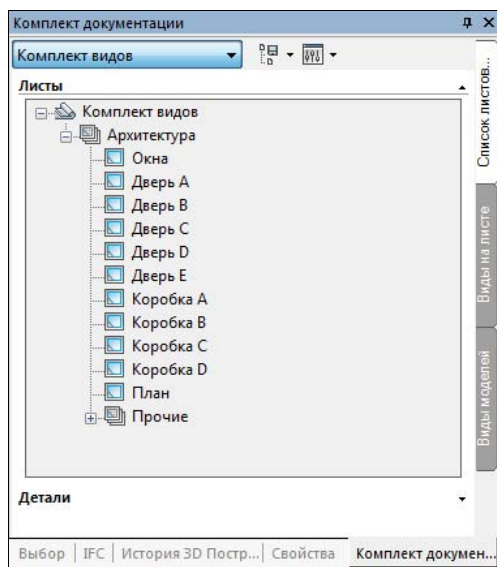 Комплект документации
Комплект видов
Листы
Комплект видов
Архитектура
Окна
Дверь A
Дверь B
Дверь C
Дверь D
Дверь E
Коробка A
Коробка B
Коробка C
Коробка D
План
Прочие
Детали
Список листов...
Виды на листе
Виды моделей
Выбор | IFC | История 3D Постр... | Свойства | Комплект докумен...